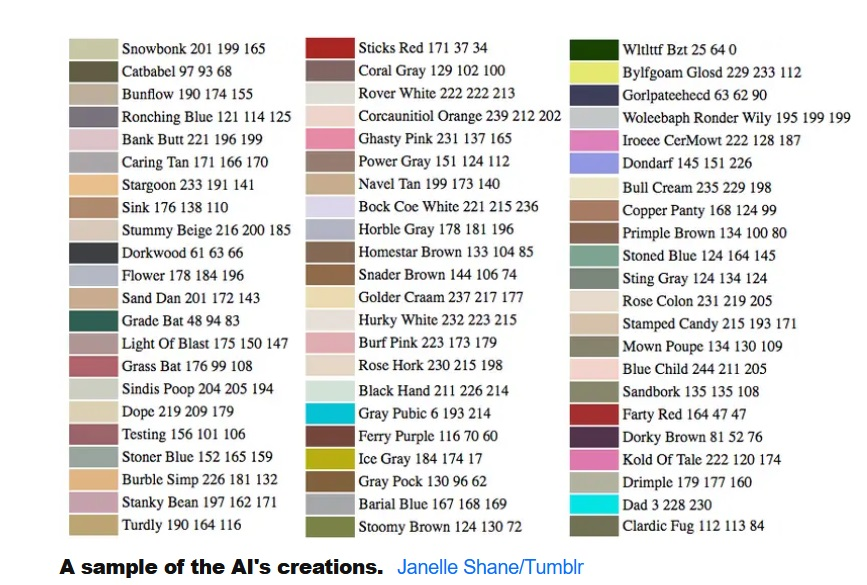 Snowbonk 201 199 165
Catbabel 97 93 68
Bunflow 190 174 155
Ronching Blue 121 114 125
Bank Butt 221 196 199
Caring Tan 171 166 170
Stargoon 233 191 141
Sink 176 138 110
Stummy Beige 216 200 185
Dorkwood 61 63 66
Flower 178 184 196
Sand Dan 201 172 143
Grade Bat 48 94 83
Light Of Blast 175 150 147
Grass Bat 176 99 108
Sindis Poop 204 205 194
Dope 219 209 179
Testing 156 101 106
Stoner Blue 152 165 159
Burble Simp 226 181 132
Stanky Bean 197 162 171
Turdly 190 164 116
Sticks Red 171 37 34
Coral Gray 129 102 100
Rover White 222 222 213
Corcaunitiol Orange 239 212 202
Ghasty Pink 231 137 165
Power Gray 151 124 112
Navel Tan 199 173 140
Bock Coe White 221 215 236
Horble Gray 178 181 196
Homestar Brown 133 104 85
Snader Brown 144 106 74
Golder Craam 237 217 177
Hurky White 232 223 215
Burf Pink 223 173 179
Rose Hork 230 215 198
Black Hand 211 226 214
Gray Pubic 6 193 214
Ferry Purple 116 70 60
Ice Gray 184 174 17
Gray Pock 130 96 62
Barial Blue 167 168 169
Stoomy Brown 124 130 72
Wltlttf Bzt 25 64 0
Bylfgoam Glosd 229 233 112
Gorlpateehecd 63 62 90
Woleebaph Ronder Wily 195 199 199
Iroeee CerMowt 222 128 187
Dondarf 145 151 226
Bull Cream 235 229 198
Copper Panty 168 124 99
Primple Brown 134 100 80
Stoned Blue 124 164 145
Sting Gray 124 134 124
Rose Colon 231 219 205
Stamped Candy 215 193 171
Mown Poupe 134 130 109
Blue Child 244 211 205
Sandbork 135 135 108
Farty Red 164 47 47
Dorky Brown 81 52 76
Kold Of Tale 222 120 174
Drimple 179 177 160
Dad 3 228 230
Clardic Fug 112 113 84
A sample of the AI's creations. Janelle Shane/Tumblr